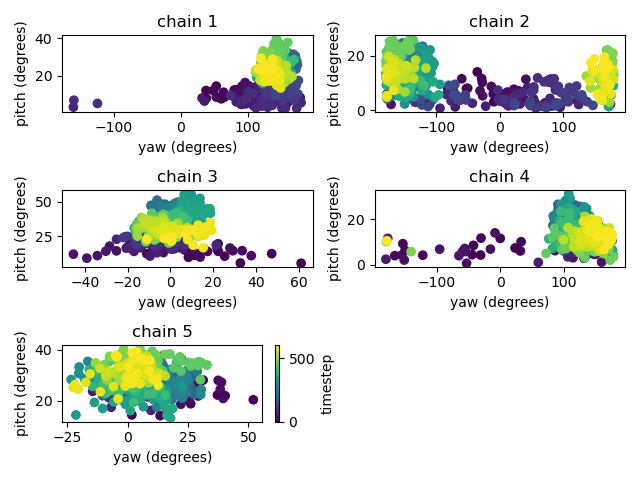 chain 1
pitch (degrees)
40
20
−100
0
100
yaw (degrees)
chain 2
pitch (degrees)
20
0
−100
0
100
yaw (degrees)
chain 3
pitch (degrees)
50
25
−40
−20
0
20
40
60
yaw (degrees)
chain 4
pitch (degrees)
20
0
−100
0
100
yaw (degrees)
chain 5
pitch (degrees)
40
20
−25
0
25
50
yaw (degrees)
500
0
timestep